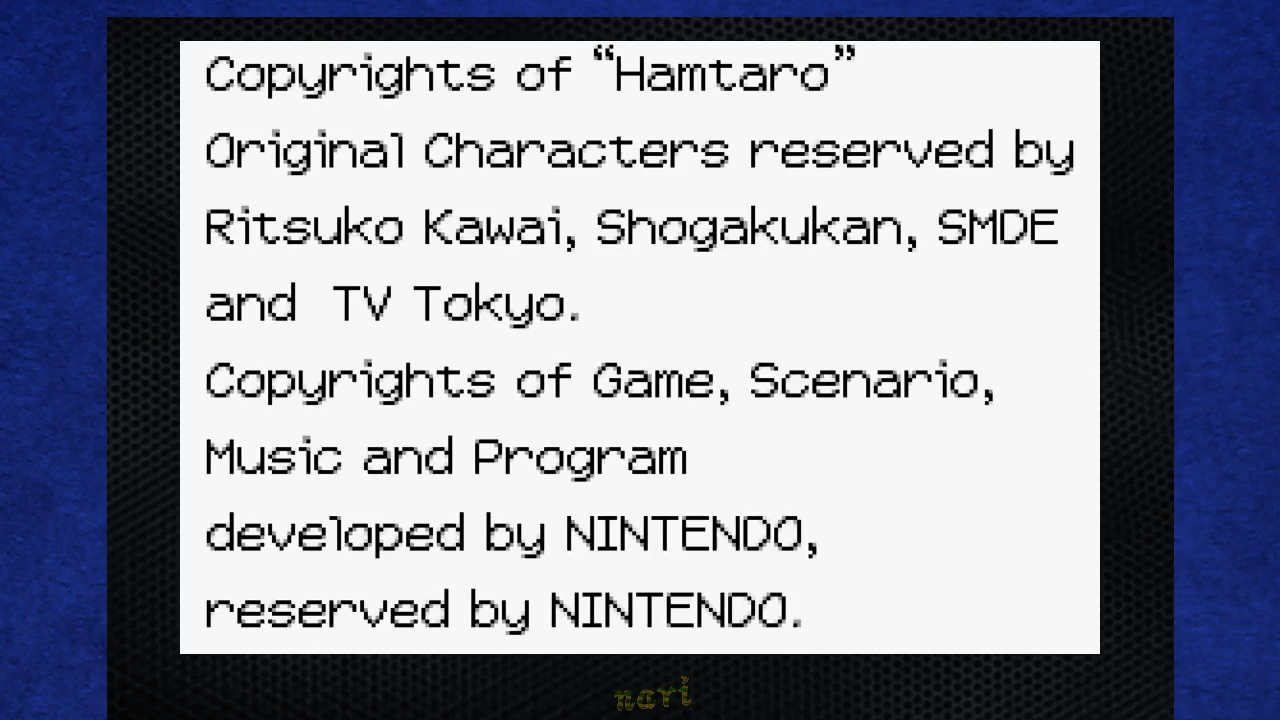 Copyrights of “Hamtaro”
Original Characters reserved by
Ritsuko Kawai, Shogakukan, SMDE
and  TV Tokyo.
Copyrights of Game, Scenario,
Music and Program
developed by NINTENDO,
reserved by NINTENDO.
nari